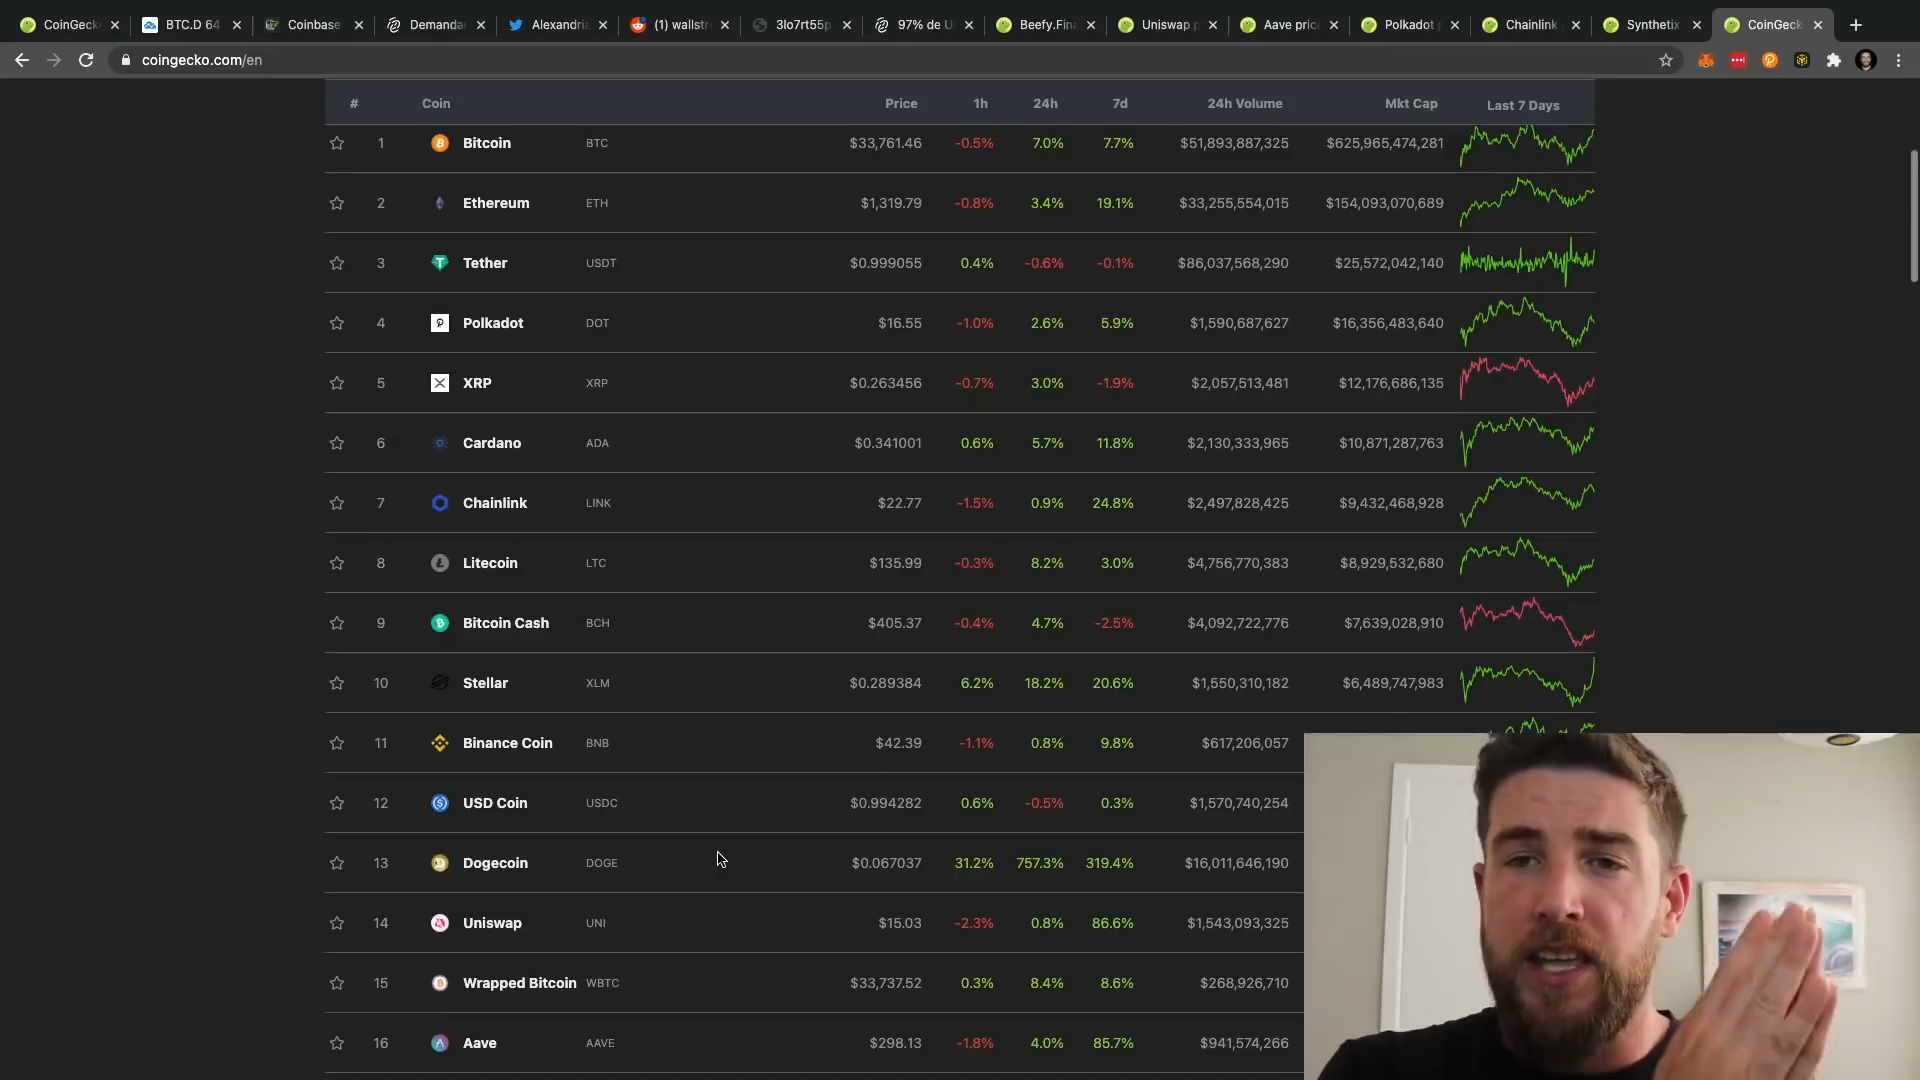 CoinGeck BTC.D 64 Coinbase Demanda Alexandria (1) wallstr 3lo7rt55p 97% de U Beefy.Fina Uniswap p Aave pric Polkadot Chainlink Synthetix CoinGeck
coingecko.com/en
# Coin Price 1h 24h 7d 24h Volume Mkt Cap Last 7 Days
1 Bitcoin BTC $33,761.46 -0.5% 7.0% 7.7% $51,893,887,325 $625,965,474,281
2 Ethereum ETH $1,319.79 -0.8% 3.4% 19.1% $33,255,554,015 $154,093,070,689
3 Tether USDT $0.999055 0.4% -0.6% -0.1% $86,037,568,290 $25,572,042,140
4 Polkadot DOT $16.55 -1.0% 2.6% 5.9% $1,590,687,627 $16,356,483,640
5 XRP XRP $0.263456 -0.7% 3.0% -1.9% $2,057,513,481 $12,176,686,135
6 Cardano ADA $0.341001 0.6% 5.7% 11.8% $2,130,333,965 $10,871,287,763
7 Chainlink LINK $22.77 -1.5% 0.9% 24.8% $2,497,828,425 $9,432,468,928
8 Litecoin LTC $135.99 -0.3% 8.2% 3.0% $4,756,770,383 $8,929,532,680
9 Bitcoin Cash BCH $405.37 -0.4% 4.7% -2.5% $4,092,722,776 $7,639,028,910
10 Stellar XLM $0.289384 6.2% 18.2% 20.6% $1,550,310,182 $6,489,747,983
11 Binance Coin BNB $42.39 -1.1% 0.8% 9.8% $617,206,057
12 USD Coin USDC $0.994282 0.6% -0.5% 0.3% $1,570,740,254
13 Dogecoin DOGE $0.067037 31.2% 757.3% 319.4% $16,011,646,190
14 Uniswap UNI $15.03 -2.3% 0.8% 86.6% $1,543,093,325
15 Wrapped Bitcoin WBTC $33,737.52 0.3% 8.4% 8.6% $268,926,710
16 Aave AAVE $298.13 -1.8% 4.0% 85.7% $941,574,266